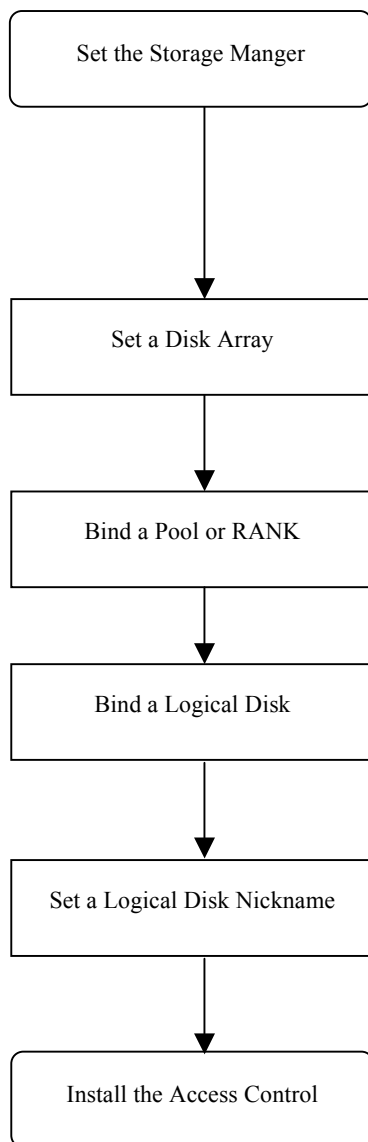 Set the Storage Manger
Set a Disk Array
Bind a Pool or RANK
Bind a Logical Disk
Set a Logical Disk Nickname
Install the Access Control